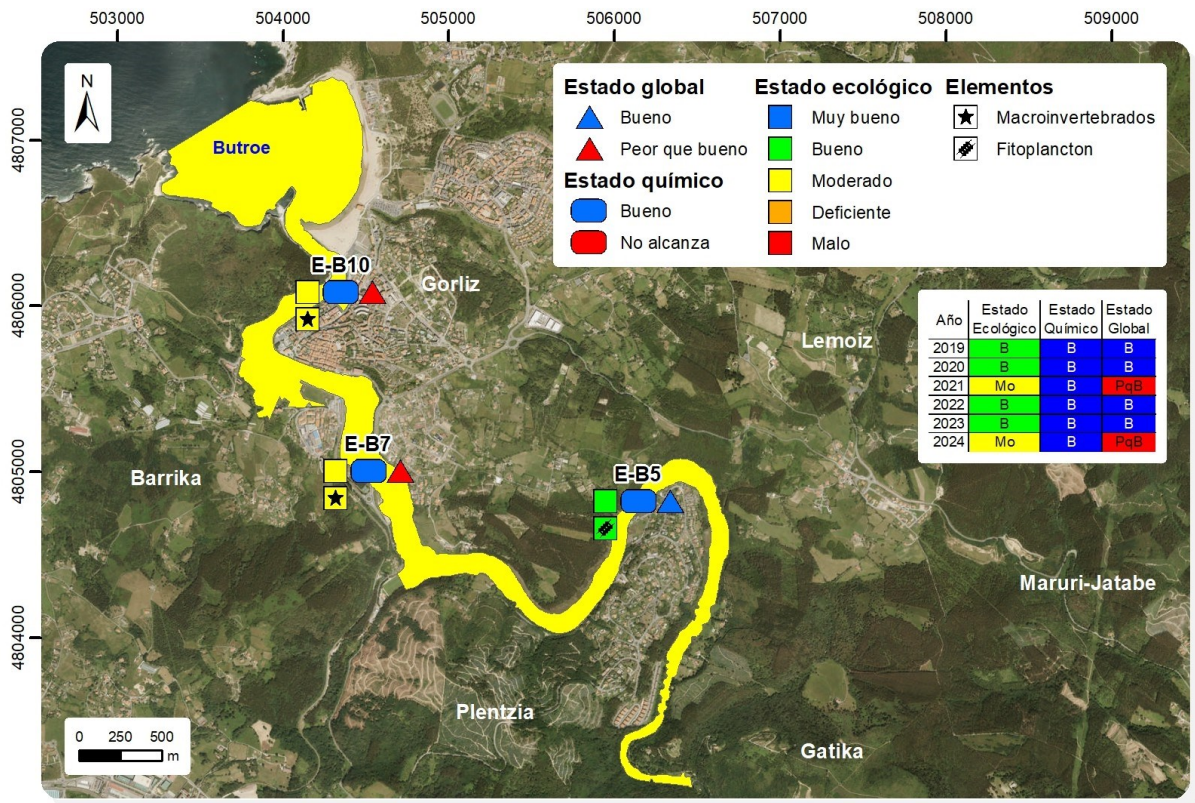 503000 504000 505000 506000 507000 508000 509000
4807000
4806000
4805000
4804000
N
Butroe
Estado global
Bueno
Peor que bueno
Estado químico
Bueno
No alcanza
Estado ecológico
Muy bueno
Bueno
Moderado
Deficiente
Malo
Elementos
Macroinvertebrados
Fitoplancton
E-B10
Gorliz
Lemoiz
Año Estado Ecológico Estado Químico Estado Global
2019 B B B
2020 B B B
2021 Mo B PqB
2022 B B B
2023 B B B
2024 Mo B PqB
E-B7
Barrika
E-B5
Maruri-Jatabe
Plentzia
Gatika
0 250 500
m